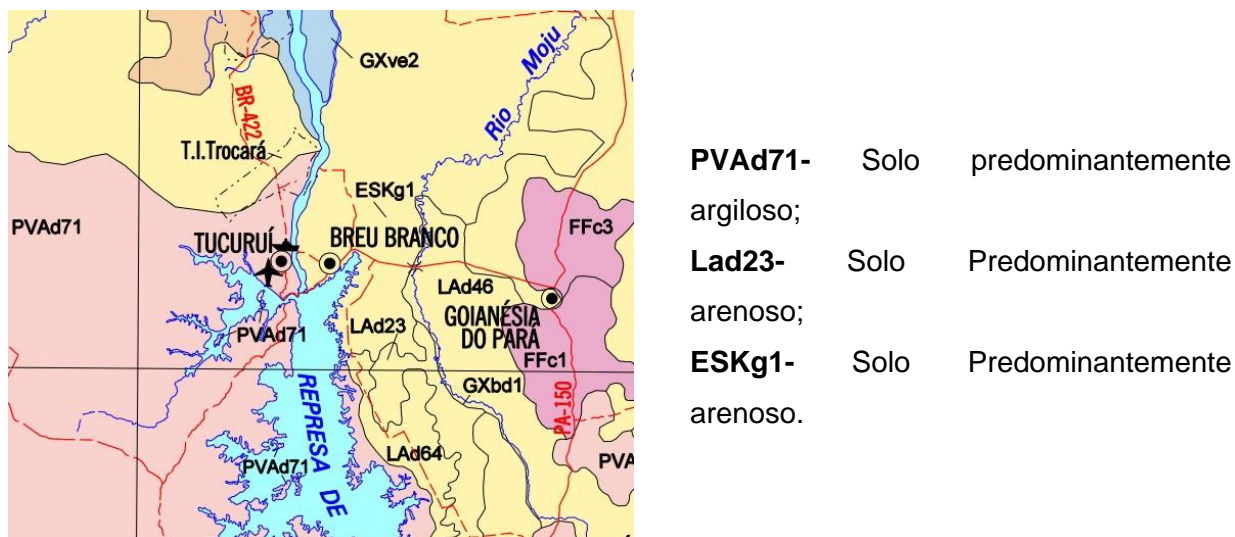 GXve2
Moju
Rio
BR-422
T.I.Trocará
ESKg1
PVAd71
TUCURUÍ
BREU BRANCO
FFc3
LAd46
GOIANÉSIA
DO PARÁ
PVAd71
LAd23
FFc1
GXbd1
REPRESA DE
PA-150
LAd64
PVAd71
PVA
PVAd71- Solo predominantemente
argiloso;
Lad23- Solo Predominantemente
arenoso;
ESKg1- Solo Predominantemente
arenoso.